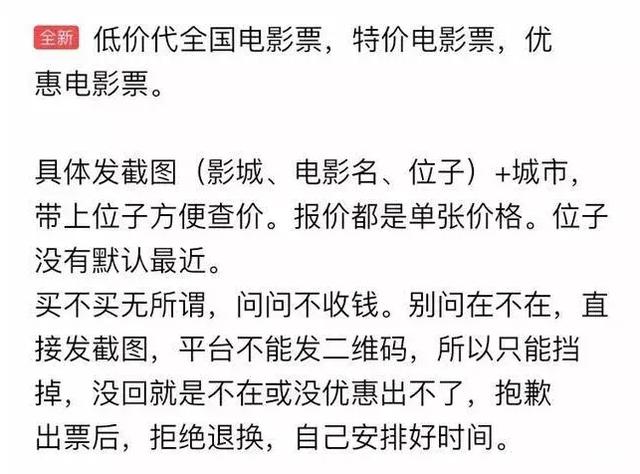 全新 低价代全国电影票，特价电影票，优
惠电影票。
具体发截图（影城、电影名、位子）+城市，
带上位子方便查价。报价都是单张价格。位子
没有默认最近。
买不买无所谓，问问不收钱。别问在不在，直
接发截图，平台不能发二维码，所以只能挡
掉，没回就是不在或没优惠出不了，抱歉
出票后，拒绝退换，自己安排好时间。